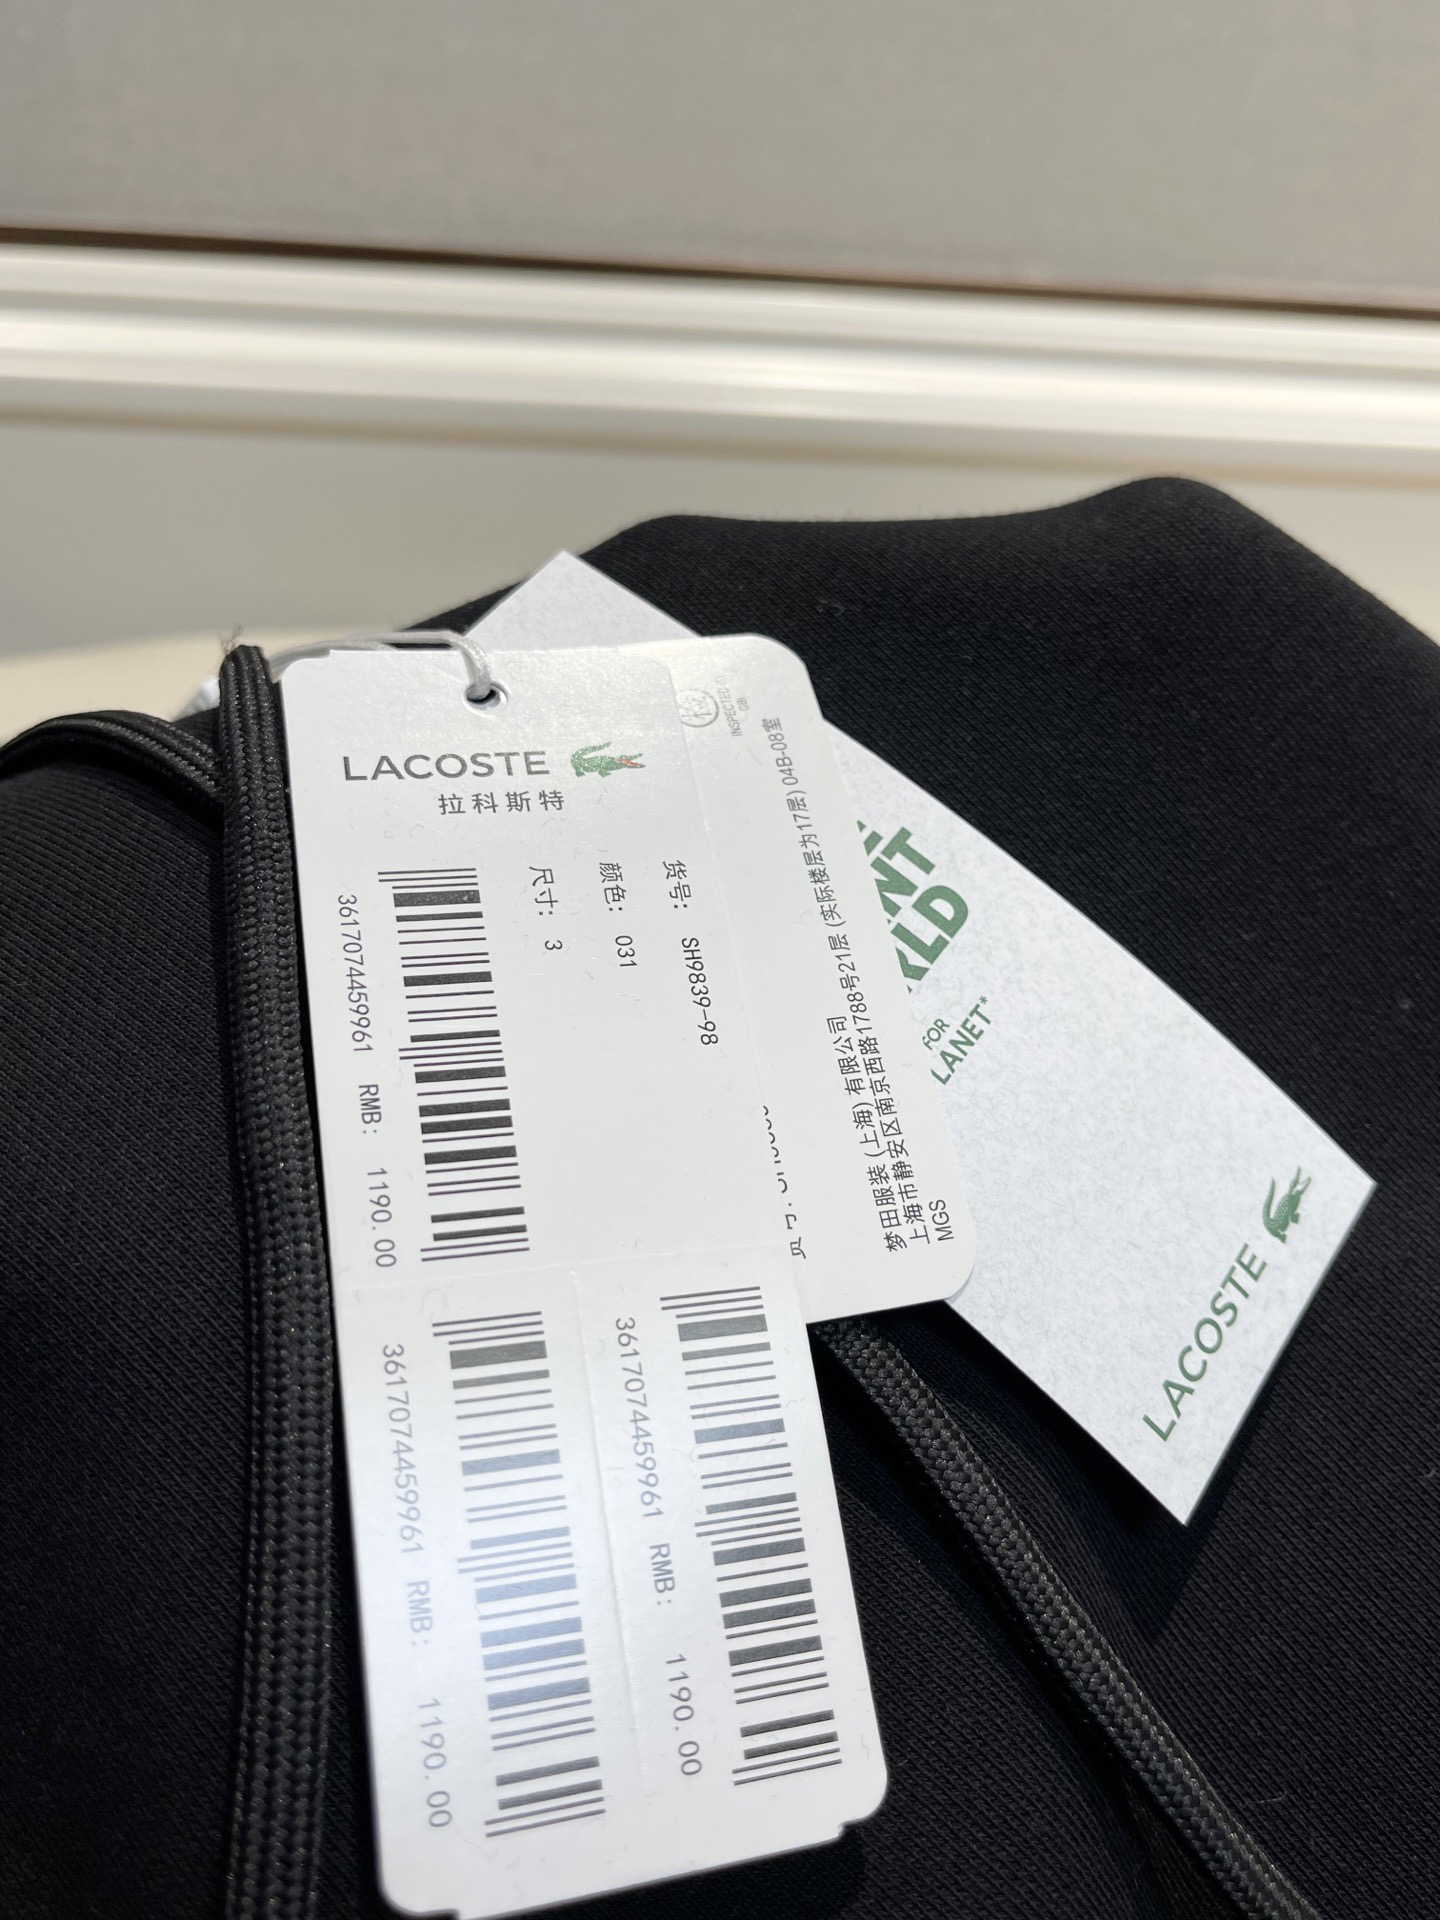 LACOSTE
拉科斯特
货号: SH9839-98
颜色: 031
尺寸: 3
3617074459961 RMB: 1190.00
3617074459961 RMB: 1190.00
3617074459961 RMB: 1190.00
INSPECTED
08
梦田服装(上海)有限公司
上海市静安区南京西路1788号21层(实际楼层为17层)04B-08室
MGS
FOR
LANET*
LACOSTE